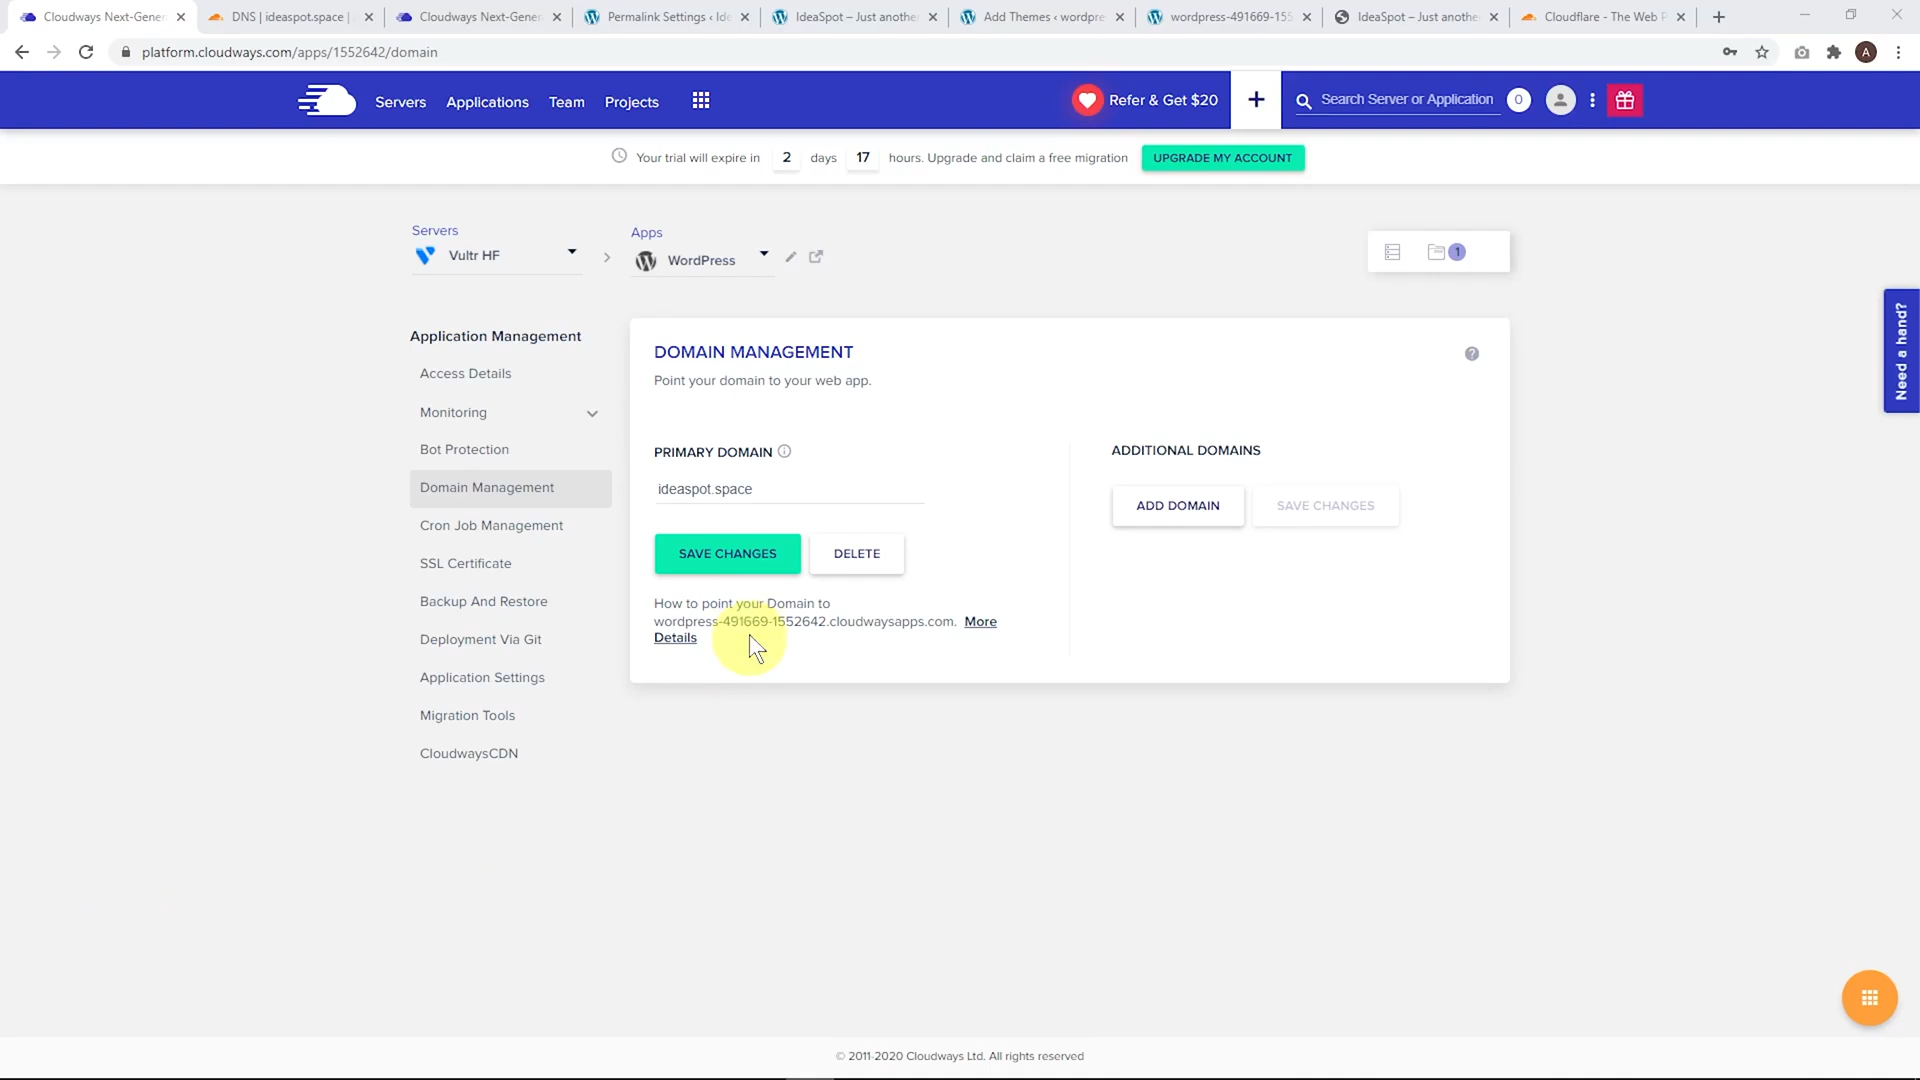 Cloudways Next-Gener
DNS | ideaspot.space |
Cloudways Next-Gener
Permalink Settings ‹ Ide
IdeaSpot – Just anothe
Add Themes ‹ wordpre
wordpress-491669-155
IdeaSpot – Just anothe
Cloudflare - The Web P
platform.cloudways.com/apps/1552642/domain
A
Servers
Applications
Team
Projects
Refer & Get $20
+
Search Server or Application
0
Your trial will expire in 2 days 17 hours. Upgrade and claim a free migration
UPGRADE MY ACCOUNT
Servers
Vultr HF
Apps
WordPress
1
Need a hand?
Application Management
Access Details
Monitoring
Bot Protection
Domain Management
Cron Job Management
SSL Certificate
Backup And Restore
Deployment Via Git
Application Settings
Migration Tools
CloudwaysCDN
DOMAIN MANAGEMENT
Point your domain to your web app.
PRIMARY DOMAIN
ideaspot.space
SAVE CHANGES
DELETE
How to point your Domain to
wordpress-491669-1552642.cloudwaysapps.com. More
Details
ADDITIONAL DOMAINS
ADD DOMAIN
SAVE CHANGES
© 2011-2020 Cloudways Ltd. All rights reserved